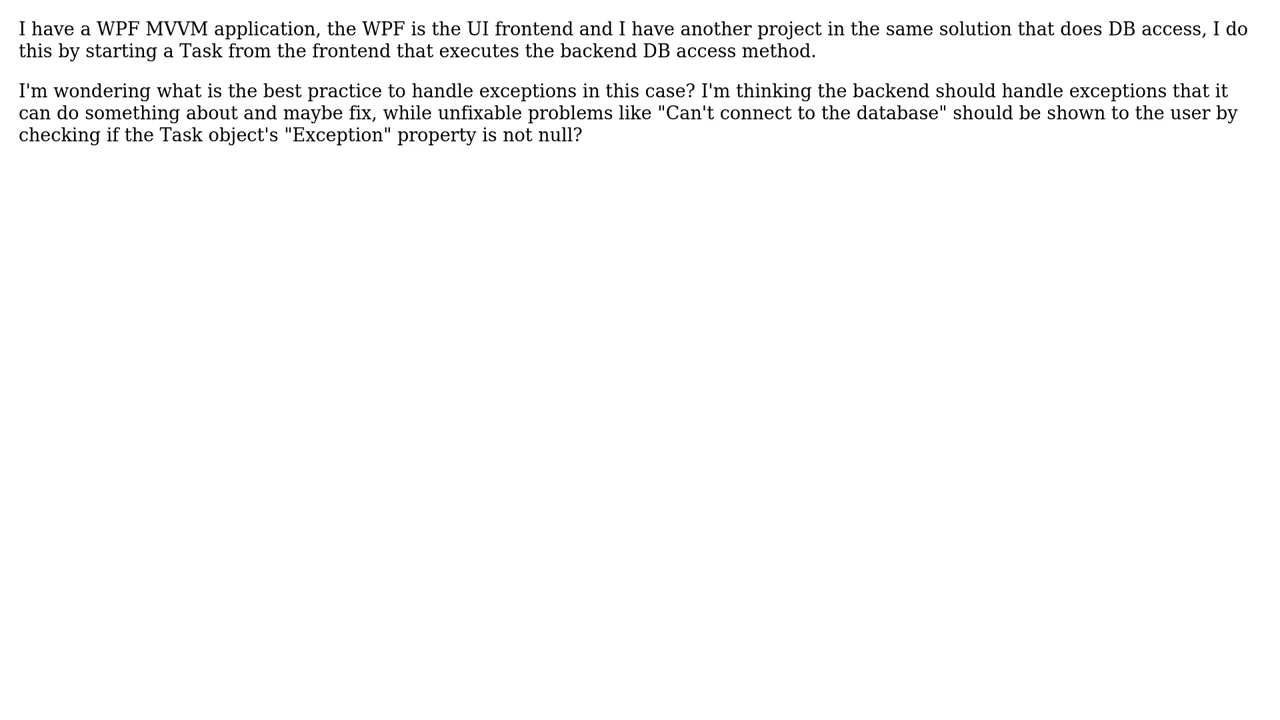 I have a WPF MVVM application, the WPF is the UI frontend and I have another project in the same solution that does DB access, I do
this by starting a Task from the frontend that executes the backend DB access method.
I'm wondering what is the best practice to handle exceptions in this case? I'm thinking the backend should handle exceptions that it
can do something about and maybe fix, while unfixable problems like "Can't connect to the database" should be shown to the user by
checking if the Task object's "Exception" property is not null?